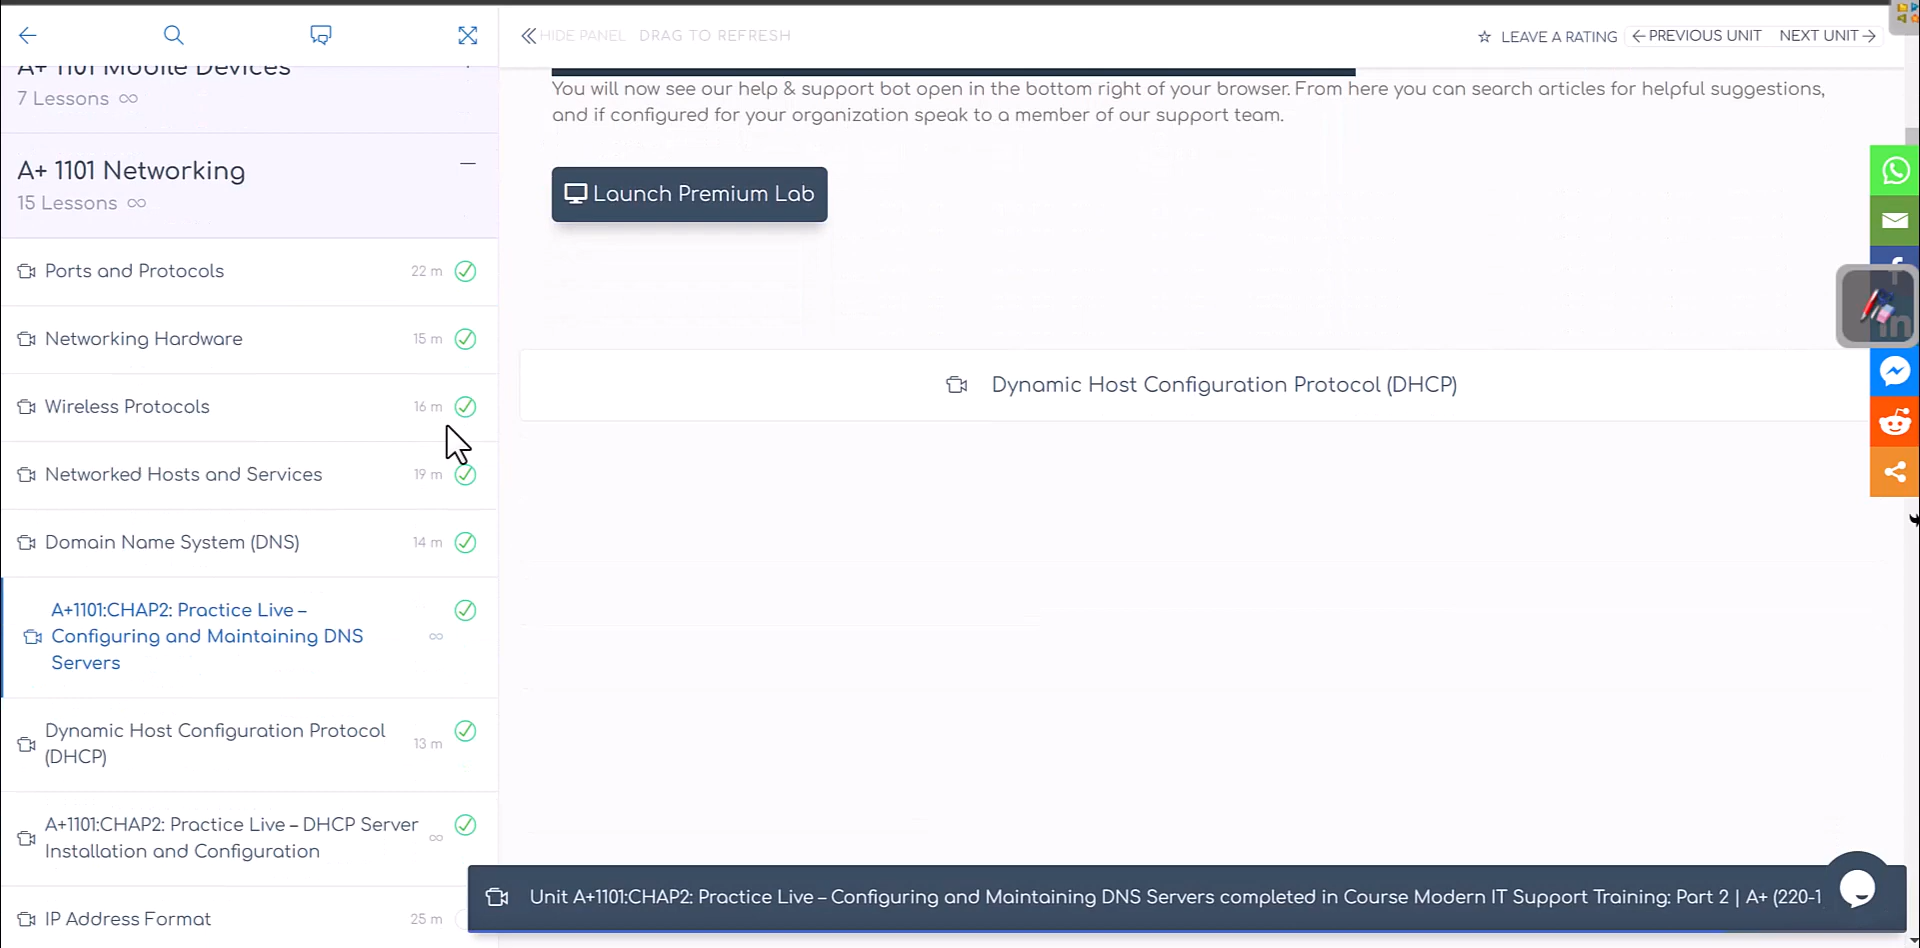 HIDE PANEL DRAG TO REFRESH
LEAVE A RATING PREVIOUS UNIT NEXT UNIT
A+ 1101 Mobile Devices
7 Lessons
A+ 1101 Networking
15 Lessons
Ports and Protocols 22 m
Networking Hardware 15 m
Wireless Protocols 16 m
Networked Hosts and Services 19 m
Domain Name System (DNS) 14 m
A+1101:CHAP2: Practice Live –
Configuring and Maintaining DNS
Servers
Dynamic Host Configuration Protocol
(DHCP) 13 m
A+1101:CHAP2: Practice Live – DHCP Server
Installation and Configuration
IP Address Format 25 m
You will now see our help & support bot open in the bottom right of your browser. From here you can search articles for helpful suggestions,
and if configured for your organization speak to a member of our support team.
Launch Premium Lab
Dynamic Host Configuration Protocol (DHCP)
Unit A+1101:CHAP2: Practice Live – Configuring and Maintaining DNS Servers completed in Course Modern IT Support Training: Part 2 | A+ (220-1